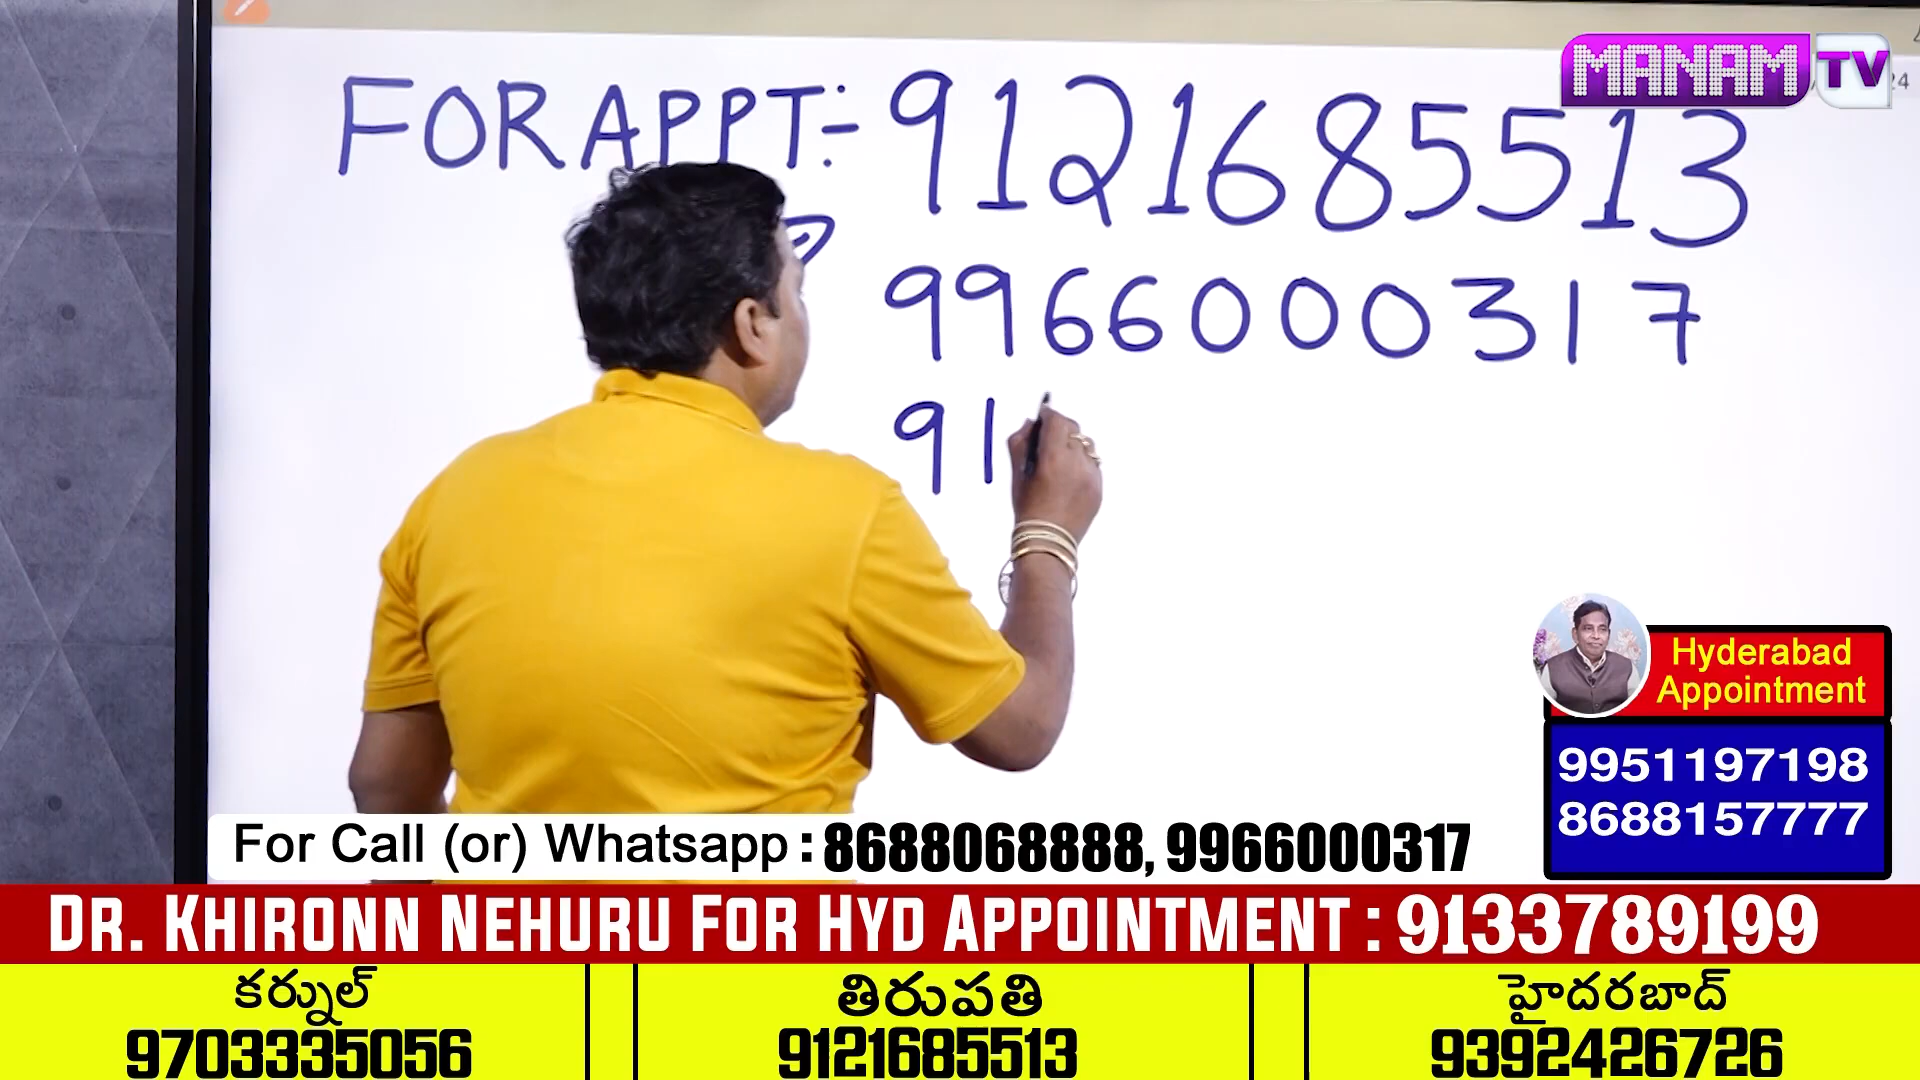 MANAM TV
24
FOR APPT:- 9121685513
9966000317
91
Hyderabad
Appointment
9951197198
8688157777
For Call (or) Whatsapp : 8688068888, 9966000317
DR. KHIRONN NEHURU FOR HYD APPOINTMENT : 9133789199
కర్నూల్
9703335056
తిరుపతి
9121685513
హైదరబాద్
9392426726